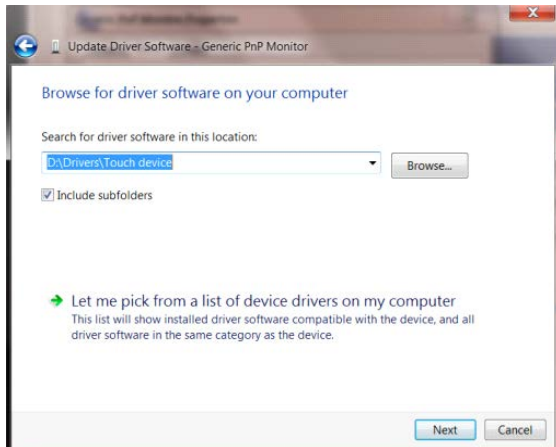 Update Driver Software - Generic PnP Monitor
Browse for driver software on your computer
Search for driver software in this location:
D:\Drivers\Touch device
Browse...
Include subfolders
Let me pick from a list of device drivers on my computer
This list will show installed driver software compatible with the device, and all
driver software in the same category as the device.
Next
Cancel